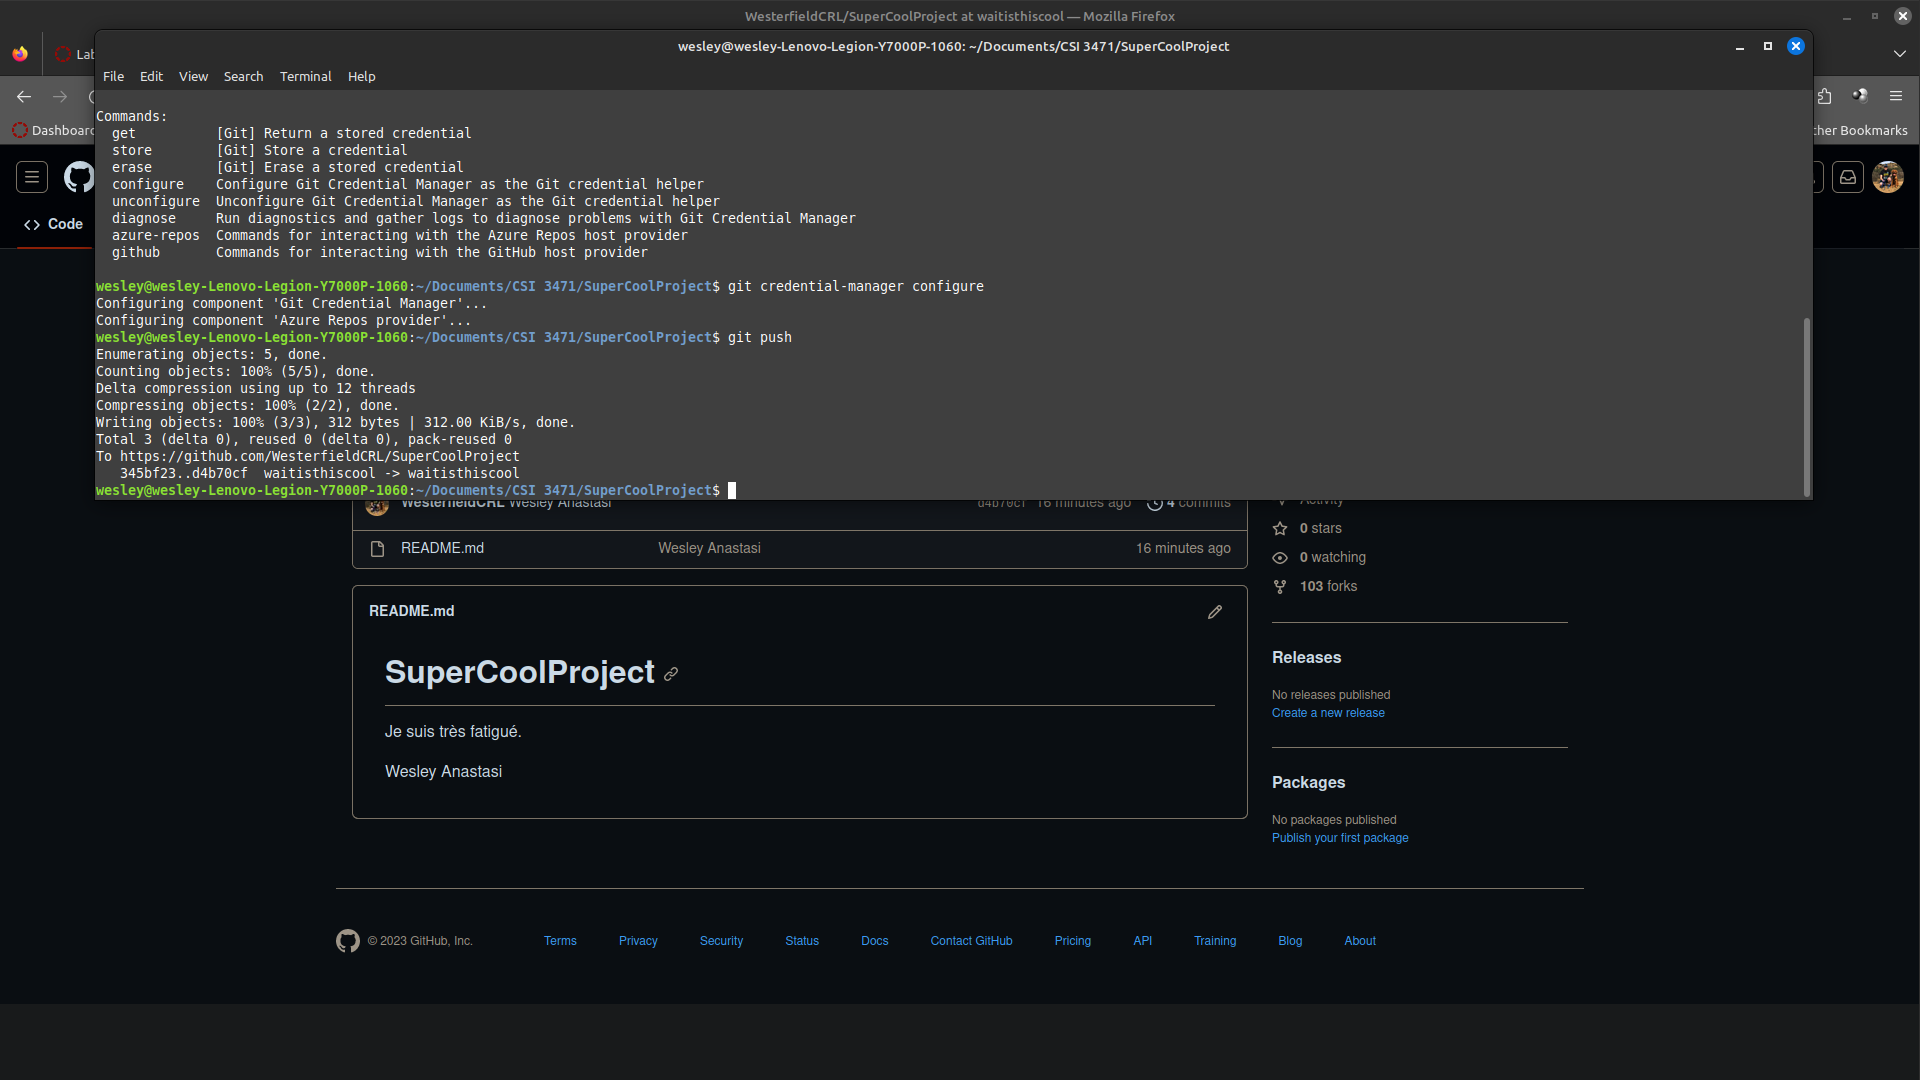 WesterfieldCRL/SuperCoolProject at waitisthiscool — Mozilla Firefox
wesley@wesley-Lenovo-Legion-Y7000P-1060: ~/Documents/CSI 3471/SuperCoolProject
File Edit View Search Terminal Help
Commands:
get [Git] Return a stored credential
store [Git] Store a credential
erase [Git] Erase a stored credential
configure Configure Git Credential Manager as the Git credential helper
unconfigure Unconfigure Git Credential Manager as the Git credential helper
diagnose Run diagnostics and gather logs to diagnose problems with Git Credential Manager
azure-repos Commands for interacting with the Azure Repos host provider
github Commands for interacting with the GitHub host provider
wesley@wesley-Lenovo-Legion-Y7000P-1060:~/Documents/CSI 3471/SuperCoolProject$ git credential-manager configure
Configuring component 'Git Credential Manager'...
Configuring component 'Azure Repos provider'...
wesley@wesley-Lenovo-Legion-Y7000P-1060:~/Documents/CSI 3471/SuperCoolProject$ git push
Enumerating objects: 5, done.
Counting objects: 100% (5/5), done.
Delta compression using up to 12 threads
Compressing objects: 100% (2/2), done.
Writing objects: 100% (3/3), 312 bytes | 312.00 KiB/s, done.
Total 3 (delta 0), reused 0 (delta 0), pack-reused 0
To https://github.com/WesterfieldCRL/SuperCoolProject
345bf23..d4b70cf waitisthiscool -> waitisthiscool
wesley@wesley-Lenovo-Legion-Y7000P-1060:~/Documents/CSI 3471/SuperCoolProject$
Code
WesterfieldCRL Wesley Anastasi d4b70cf 16 minutes ago 4 commits
README.md Wesley Anastasi 16 minutes ago
README.md
SuperCoolProject
Je suis très fatigué.
Wesley Anastasi
Activity
0 stars
0 watching
103 forks
Releases
No releases published
Create a new release
Packages
No packages published
Publish your first package
© 2023 GitHub, Inc. Terms Privacy Security Status Docs Contact GitHub Pricing API Training Blog About